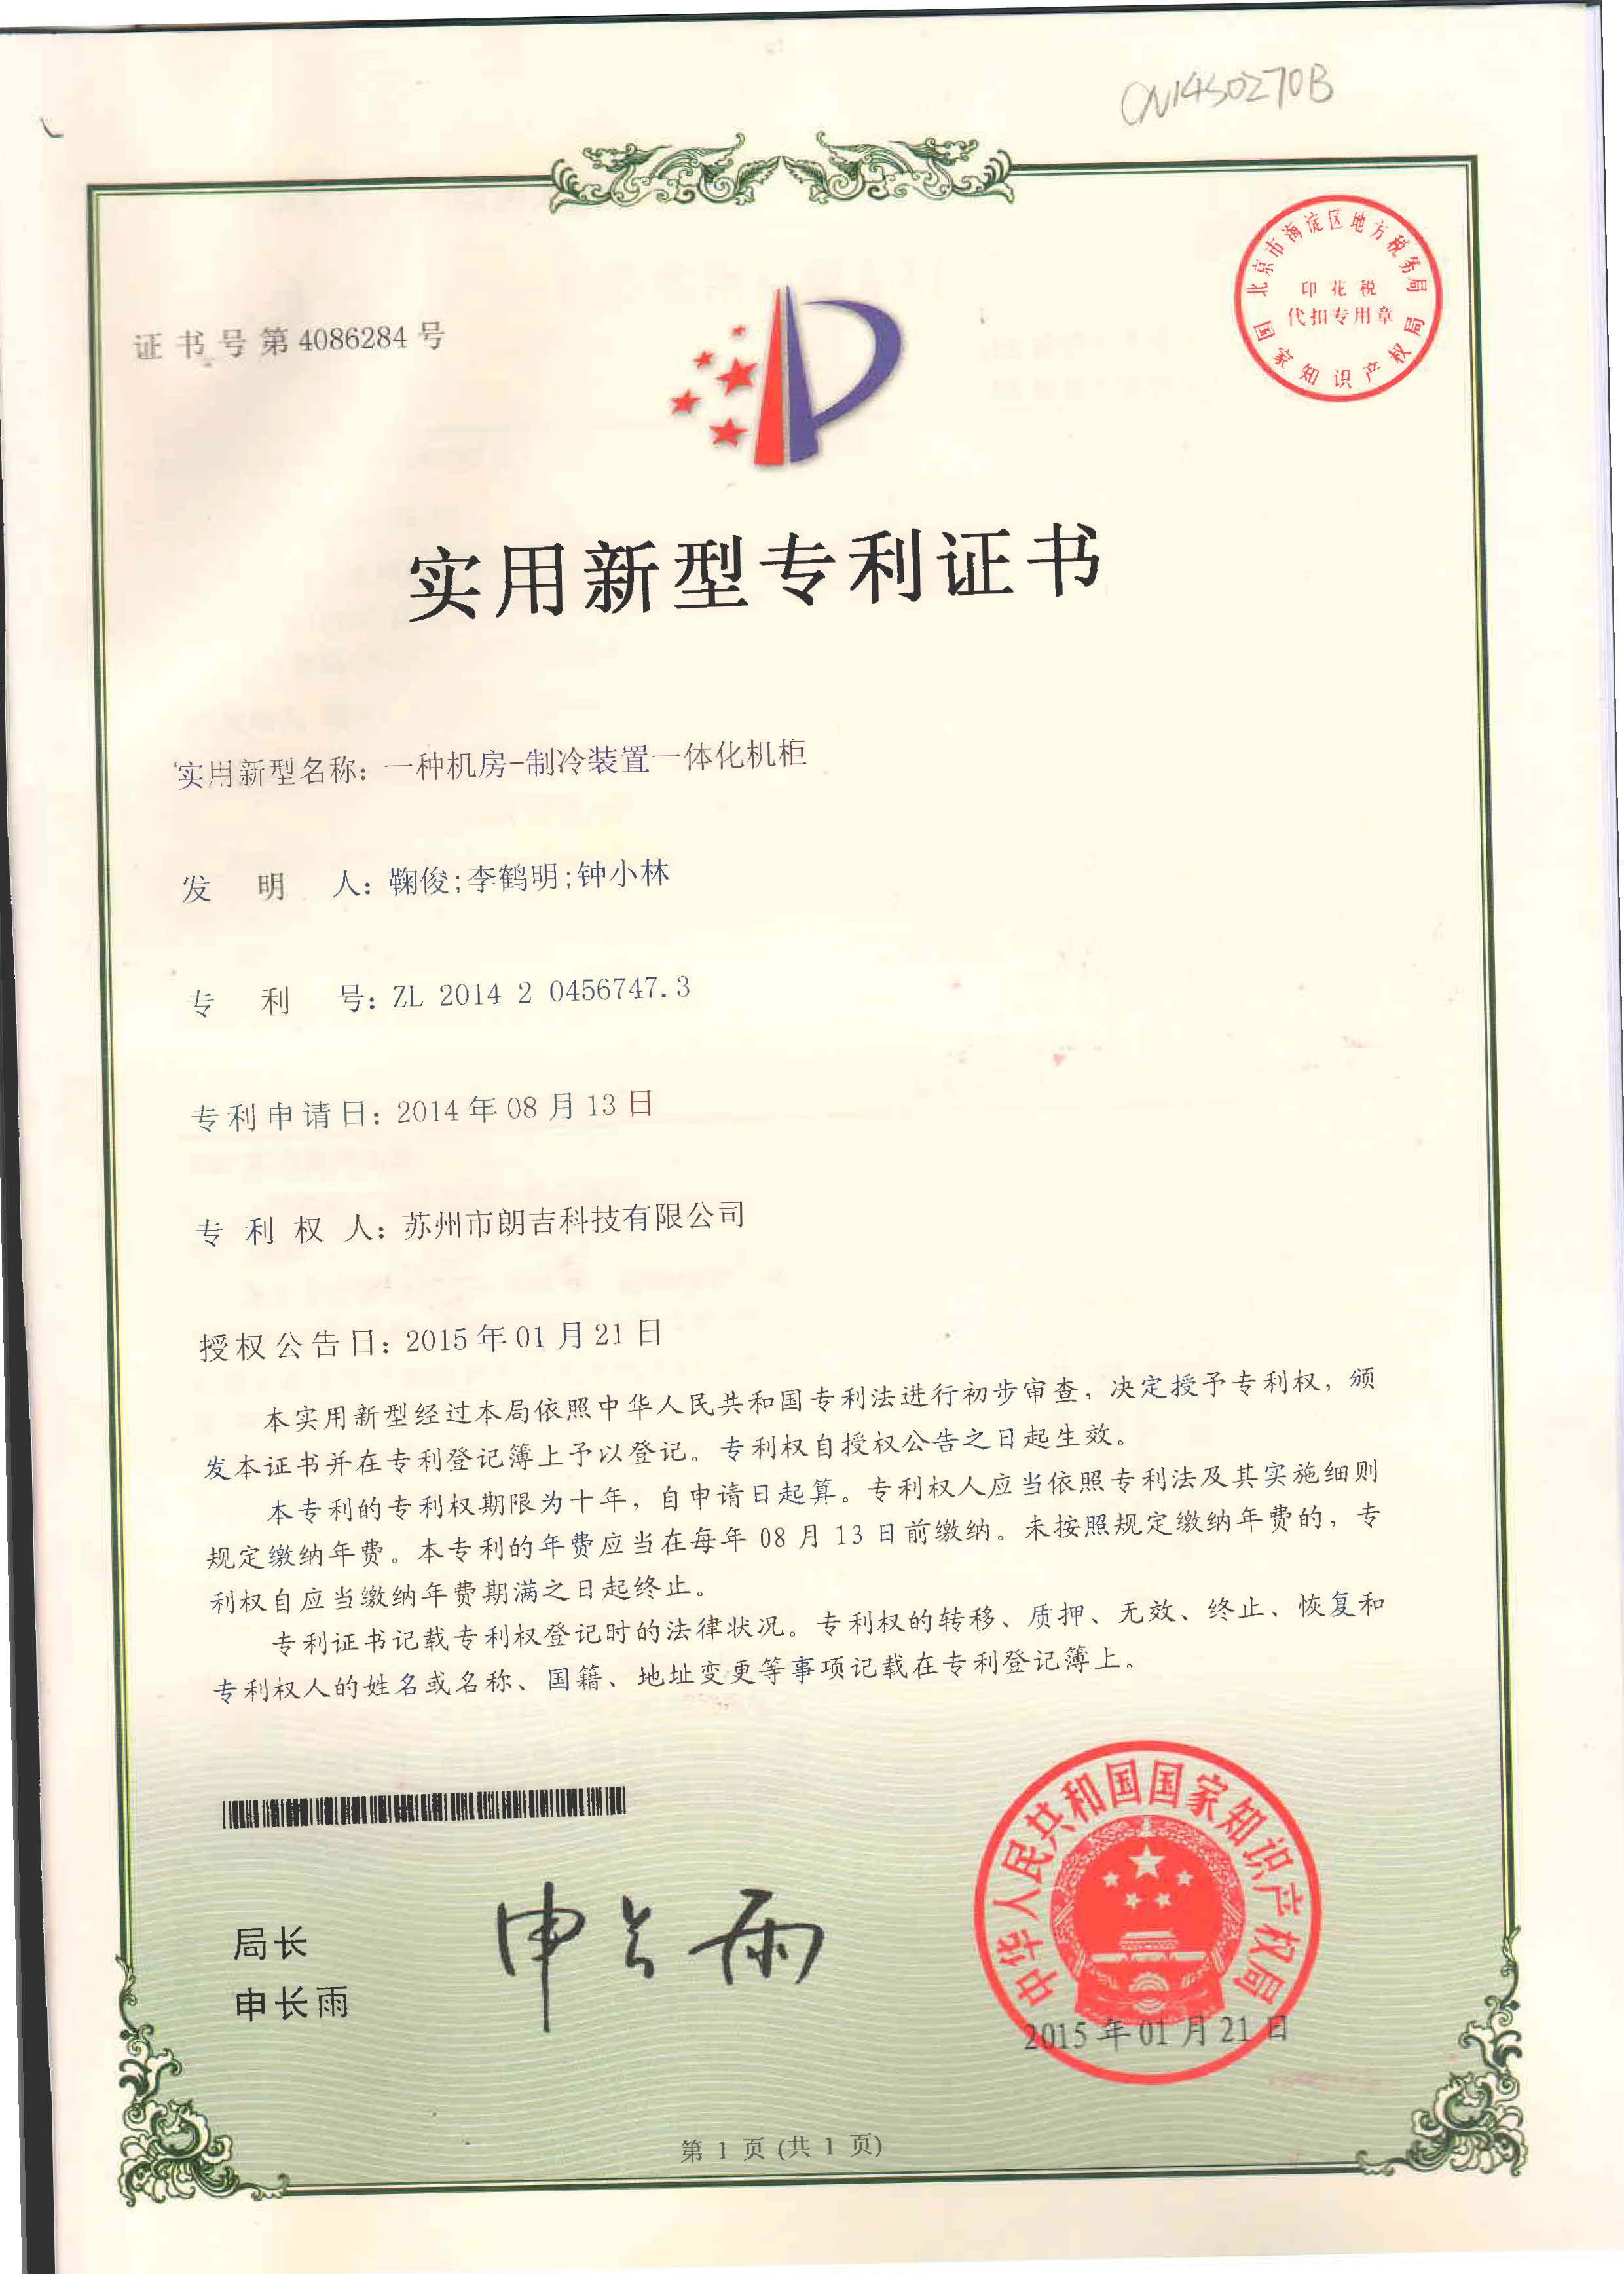 CN1450270B
北京市海淀区地方税务局
印花税
代扣专用章
国家知识产权局
证书号第4086284号
实用新型专利证书
实用新型名称：一种机房-制冷装置一体化机柜
发明人：鞠俊;李鹤明;钟小林
专利号：ZL 2014 2 0456747.3
专利申请日：2014年08月13日
专利权人：苏州市朗吉科技有限公司
授权公告日：2015年01月21日
本实用新型经过本局依照中华人民共和国专利法进行初步审查，决定授予专利权，颁
发本证书并在专利登记簿上予以登记。专利权自授权公告之日起生效。
本专利的专利权期限为十年，自申请日起算。专利权人应当依照专利法及其实施细则
规定缴纳年费。本专利的年费应当在每年08月13日前缴纳。未按照规定缴纳年费的，专
利权自应当缴纳年费期满之日起终止。
专利证书记载专利权登记时的法律状况。专利权的转移、质押、无效、终止、恢复和
专利权人的姓名或名称、国籍、地址变更等事项记载在专利登记簿上。
局长
申长雨
申长雨
中华人民共和国国家知识产权局
2015年01月21日
第1页(共1页)